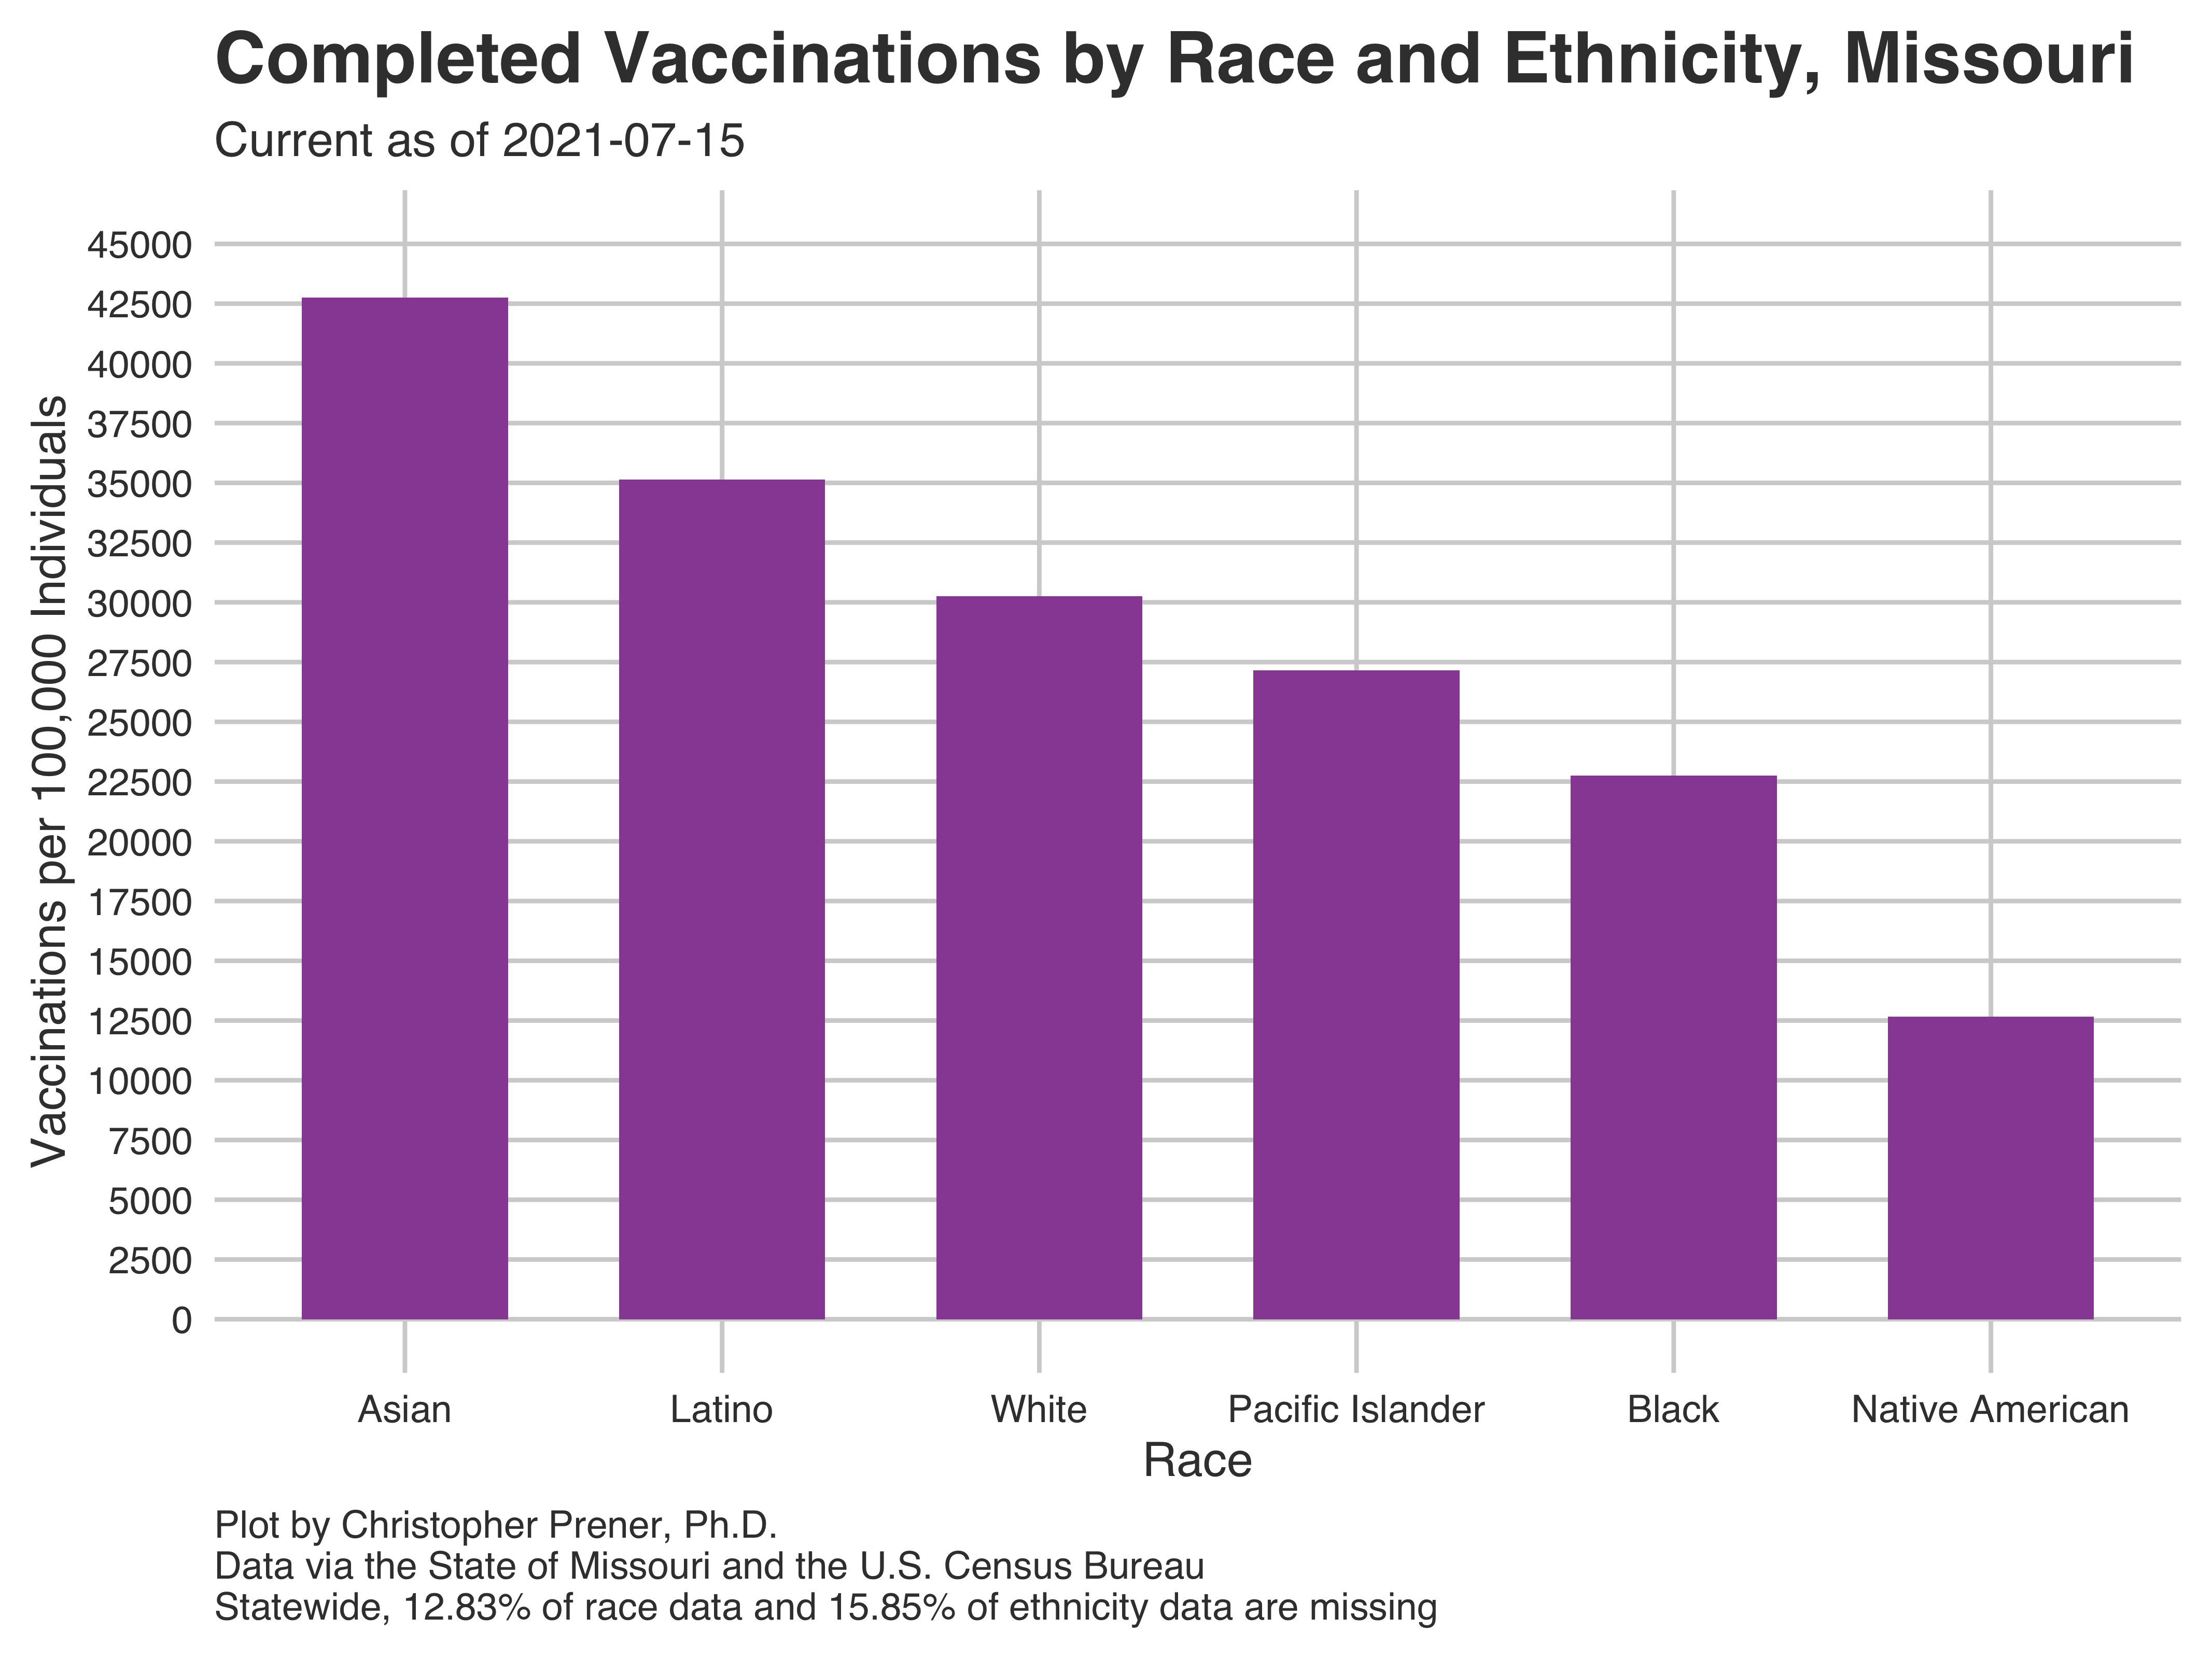 Completed Vaccinations by Race and Ethnicity, Missouri
Current as of 2021-07-15
Vaccinations per 100,000 Individuals
45000
42500
40000
37500
35000
32500
30000
27500
25000
22500
20000
17500
15000
12500
10000
7500
5000
2500
0
Asian Latino White Pacific Islander Black Native American
Race
Plot by Christopher Prener, Ph.D.
Data via the State of Missouri and the U.S. Census Bureau
Statewide, 12.83% of race data and 15.85% of ethnicity data are missing